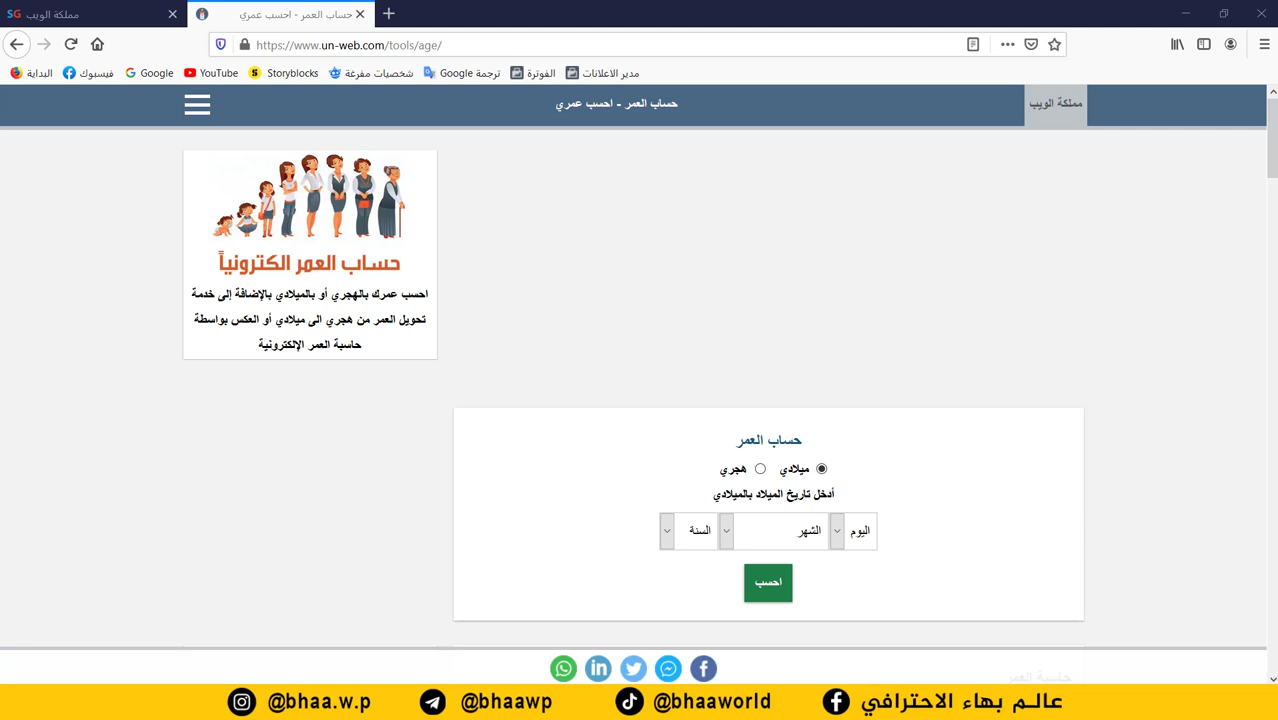 SG مملكة الويب
حساب العمر - احسب عمري
https://www.un-web.com/tools/age/
البداية
فيسبوك
Google
YouTube
Storyblocks
شخصيات مفرغة
ترجمة Google
الفوترة
مدير الاعلانات
مملكة الويب
حساب العمر - احسب عمري
حساب العمر الكترونياً
احسب عمرك بالهجري أو بالميلادي بالإضافة إلى خدمة
تحويل العمر من هجري الى ميلادي أو العكس بواسطة
حاسبة العمر الإلكترونية
حساب العمر
ميلادي هجري
أدخل تاريخ الميلاد بالميلادي
اليوم الشهر السنة
احسب
حاسبة العمر
@bhaa.w.p
@bhaawp
@bhaaworld
عالم بهاء الاحترافي